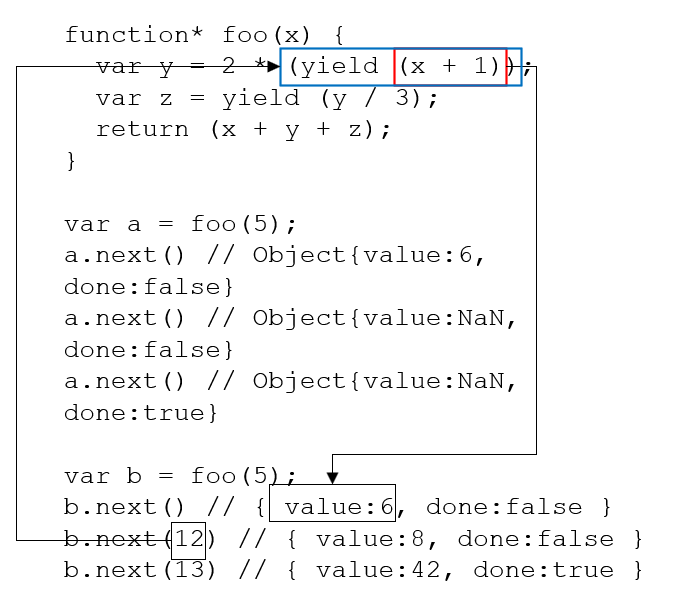 function* foo(x) {
  var y = 2 * (yield (x + 1));
  var z = yield (y / 3);
  return (x + y + z);
}

var a = foo(5);
a.next() // Object{value:6,
done:false}
a.next() // Object{value:NaN,
done:false}
a.next() // Object{value:NaN,
done:true}

var b = foo(5);
b.next() // { value:6, done:false }
b.next(12) // { value:8, done:false }
b.next(13) // { value:42, done:true }